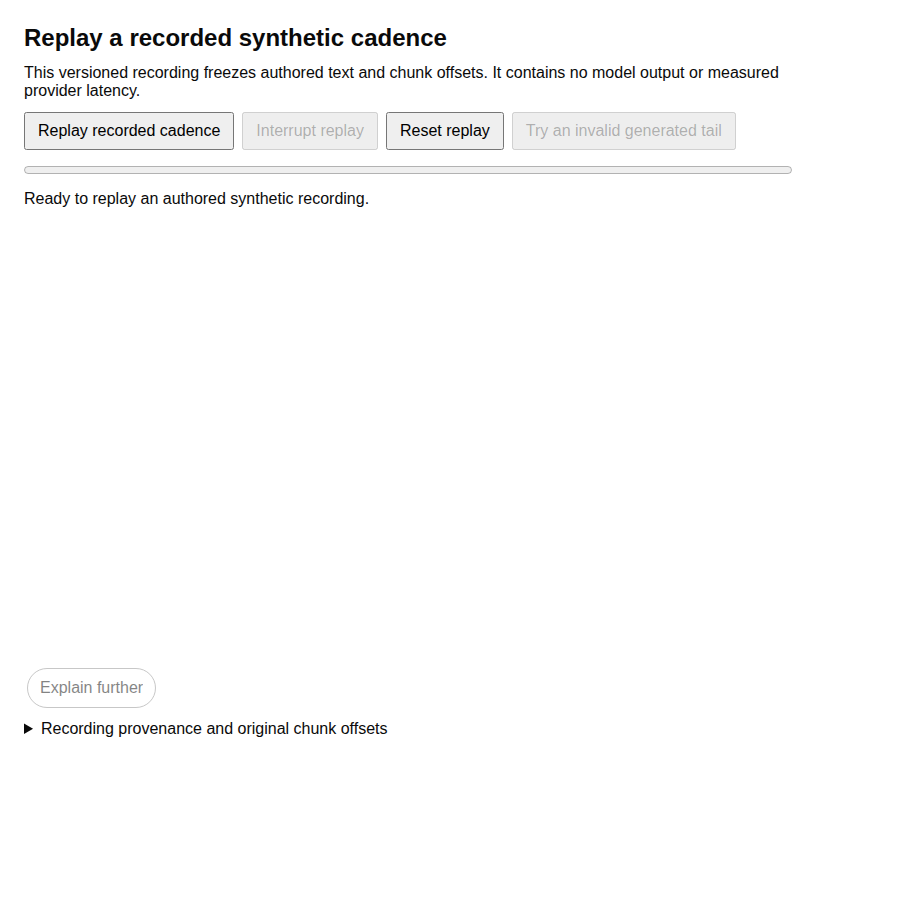 Replay a recorded synthetic cadence
This versioned recording freezes authored text and chunk offsets. It contains no model output or measured
provider latency.
Replay recorded cadence
Interrupt replay
Reset replay
Try an invalid generated tail
Ready to replay an authored synthetic recording.
Explain further
Recording provenance and original chunk offsets